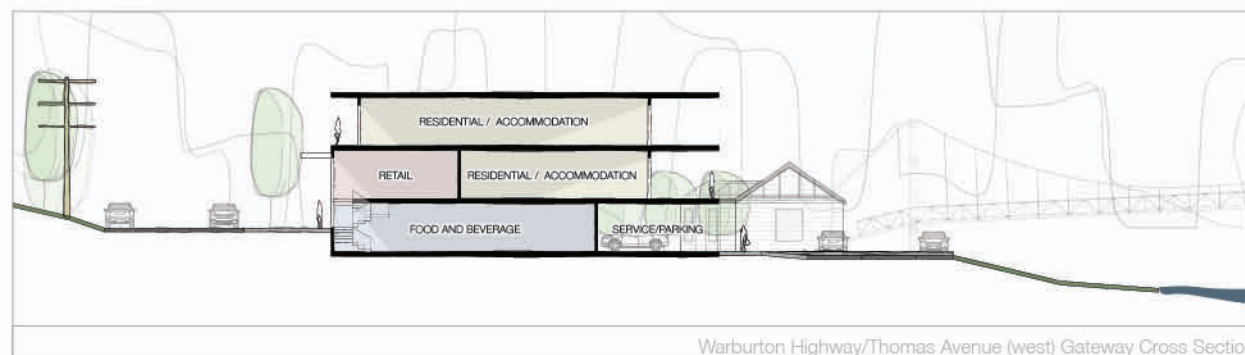 RESIDENTIAL / ACCOMMODATION
RETAIL
RESIDENTIAL / ACCOMMODATION
FOOD AND BEVERAGE
SERVICE/PARKING
Warburton Highway/Thomas Avenue (west) Gateway Cross Sectio